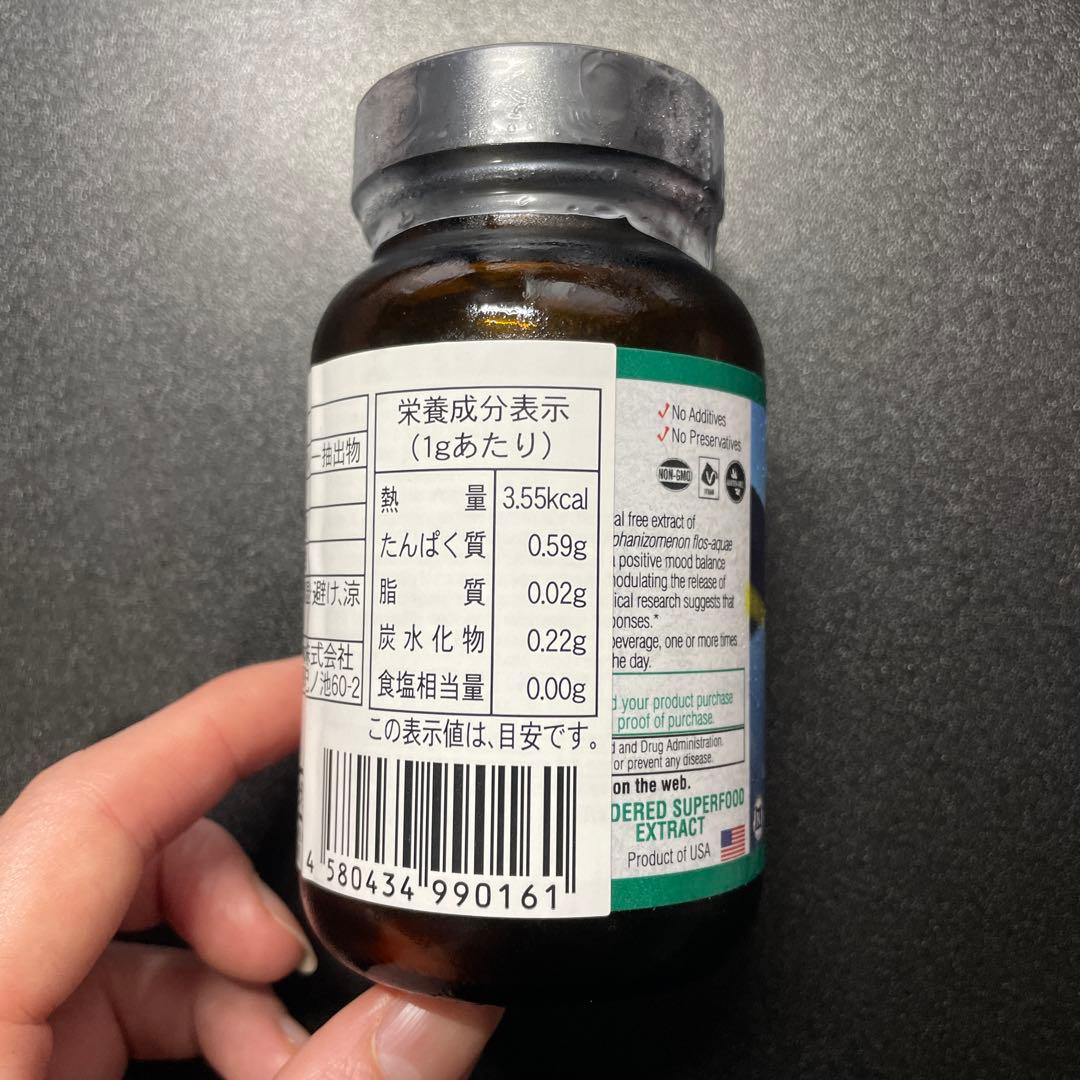 栄養成分表示
(1gあたり)
熱量 3.55kcal
たんぱく質 0.59g
脂質 0.02g
炭水化物 0.22g
食塩相当量 0.00g
この表示値は、目安です。
4 580434 990161
ー抽出物
避け、涼
株式会社
ノ池60-2
✓No Additives
✓No Preservatives
NON-GMO
al free extract of
phanizomenon flos-aquae
positive mood balance
modulating the release of
ical research suggests that
ponses.*
beverage, one or more times
he day.
d your product purchase
proof of purchase.
d and Drug Administration.
or prevent any disease.
on the web.
DERED SUPERFOOD
EXTRACT
Product of USA